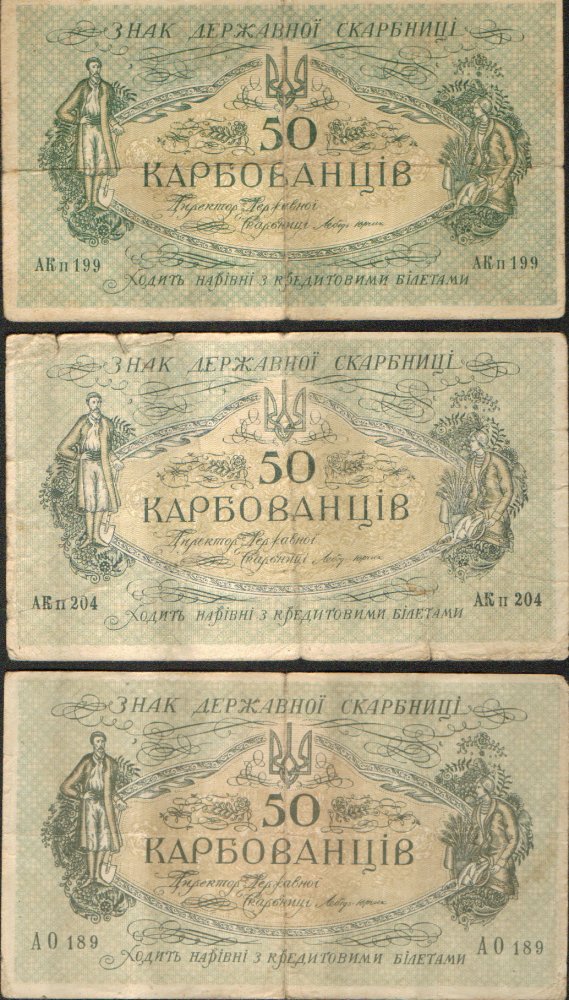 ЗНАК ДЕРЖАВНОЇ СКАРБНИЦІ
50
КАРБОВАНЦІВ
Директор Державної
Скарбниці
АКп 199 АКп 199
Ходить нарівні з кредитовими білетами
ЗНАК ДЕРЖАВНОЇ СКАРБНИЦІ
50
КАРБОВАНЦІВ
Директор Державної
Скарбниці
АКп 204 АКп 204
Ходить нарівні з кредитовими білетами
ЗНАК ДЕРЖАВНОЇ СКАРБНИЦІ
50
КАРБОВАНЦІВ
Директор Державної
Скарбниці
АО 189 АО 189
Ходить нарівні з кредитовими білетами